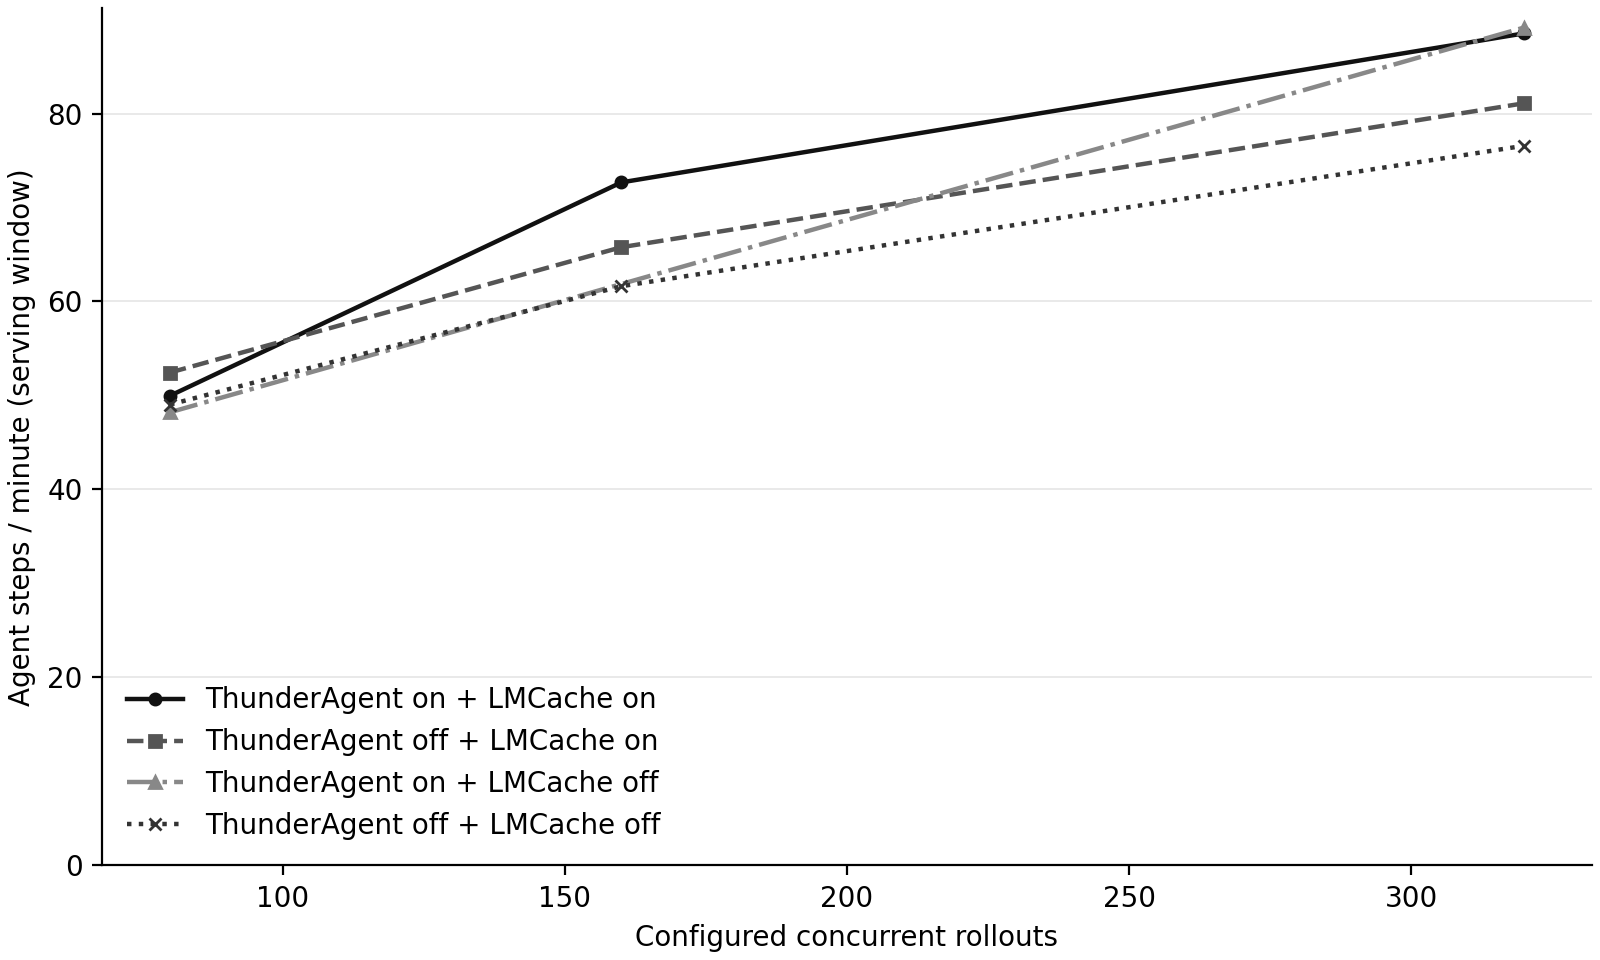 Agent steps / minute (serving window)
80
60
40
20
0
ThunderAgent on + LMCache on
ThunderAgent off + LMCache on
ThunderAgent on + LMCache off
ThunderAgent off + LMCache off
100 150 200 250 300
Configured concurrent rollouts